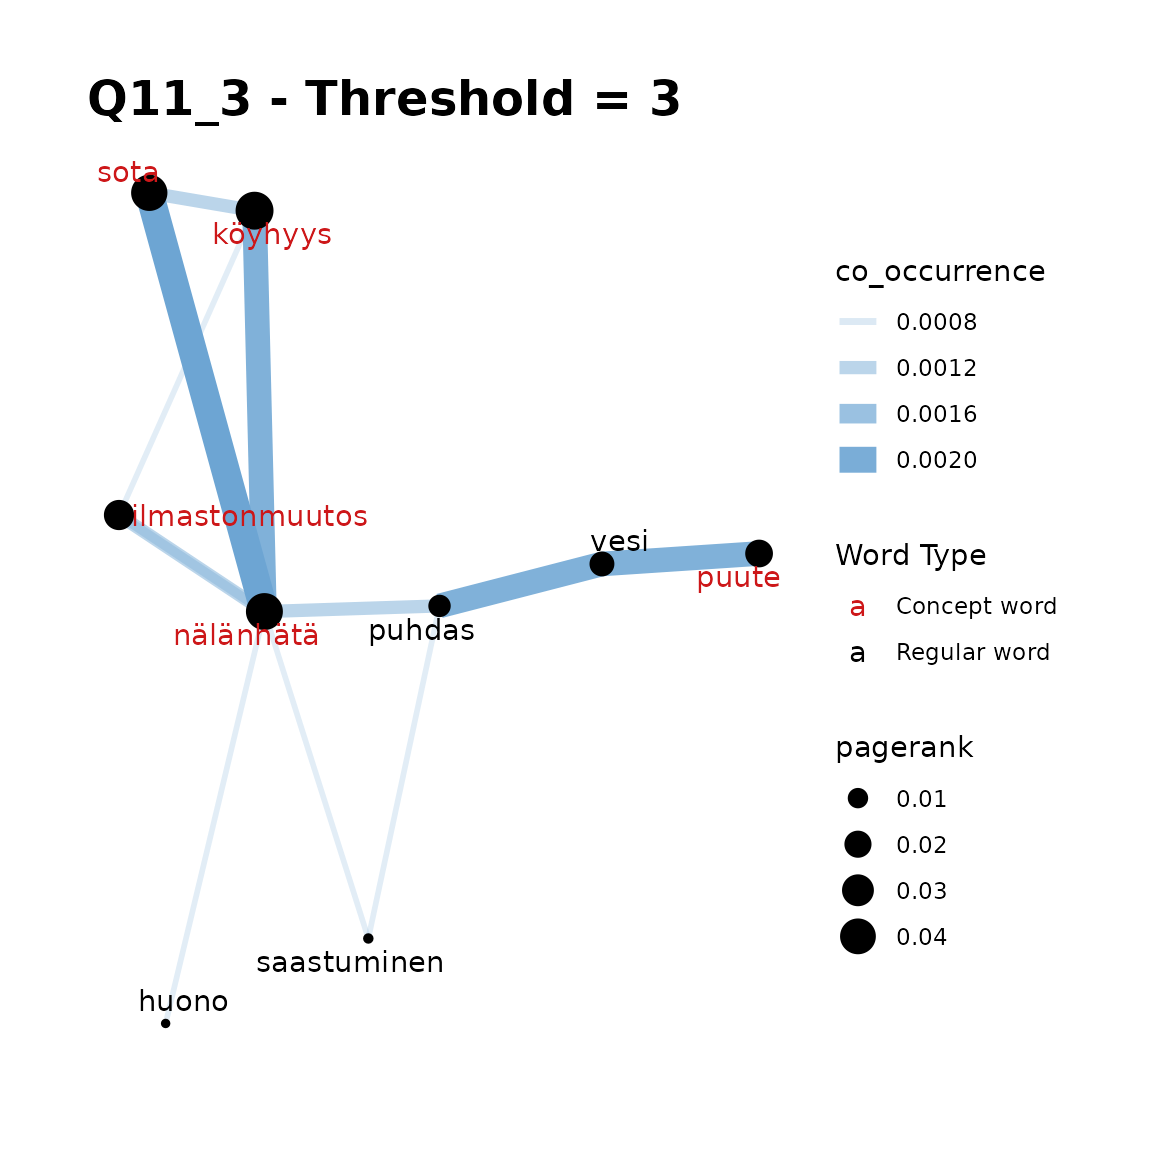 Q11_3 - Threshold = 3
sota
köyhyys
ilmastonmuutos
nälänhätä
puhdas
vesi
puute
saastuminen
huono
co_occurrence
0.0008
0.0012
0.0016
0.0020
Word Type
a Concept word
a Regular word
pagerank
0.01
0.02
0.03
0.04